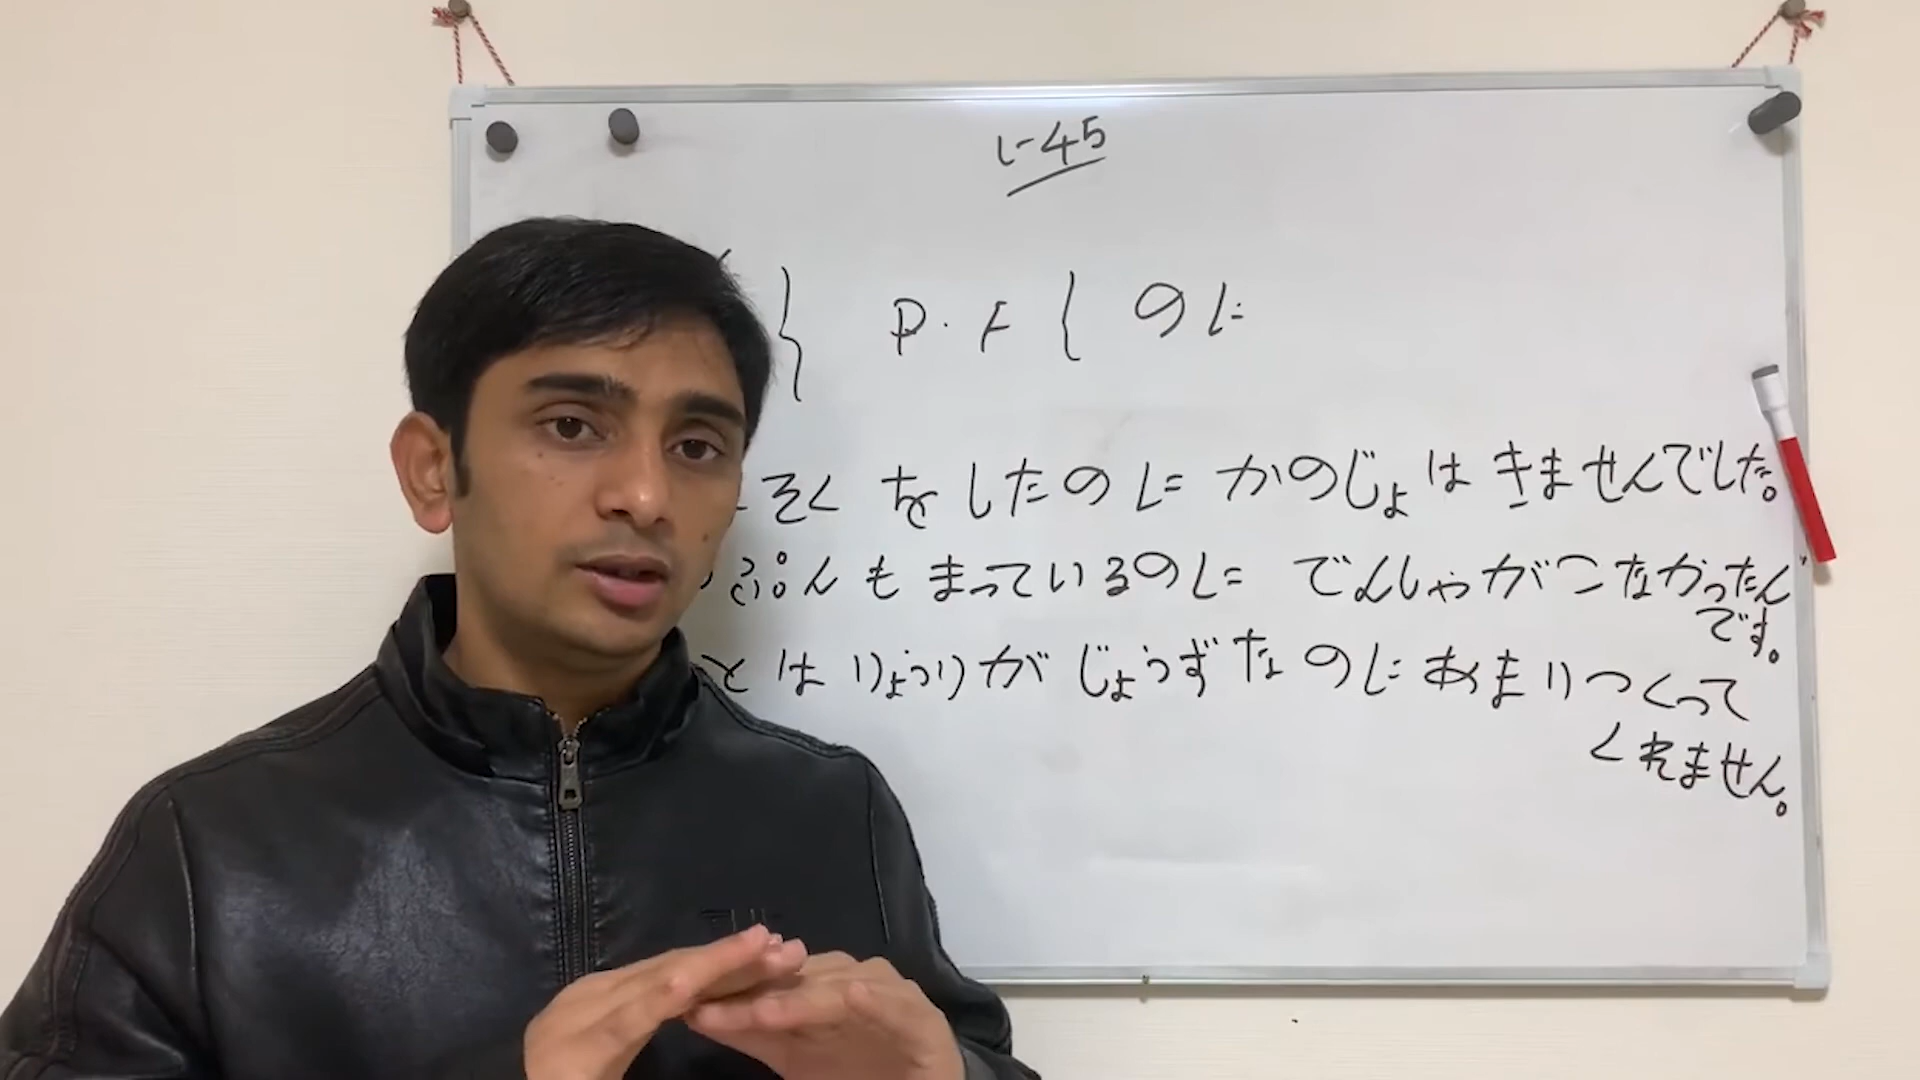 L-45
} P.F { のに
そくをしたのに かのじょは きませんでした。
ぷんも まっているのに でんしゃが こなかったん
です。
とは りょうりが じょうずなのに あまり つくって
くれません。